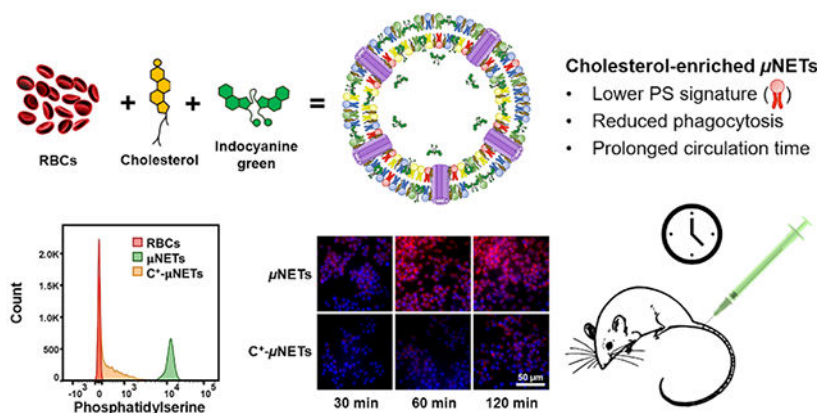 RBCs
+
Cholesterol
+
Indocyanine
green
=
Cholesterol-enriched µNETs
• Lower PS signature ( )
• Reduced phagocytosis
• Prolonged circulation time
Count
2.0K
1.5K
1.0K
500
0
RBCs
µNETs
C⁺-µNETs
-10³ 0 10³ 10⁴ 10⁵
Phosphatidylserine
µNETs
C⁺-µNETs
50 µm
30 min 60 min 120 min